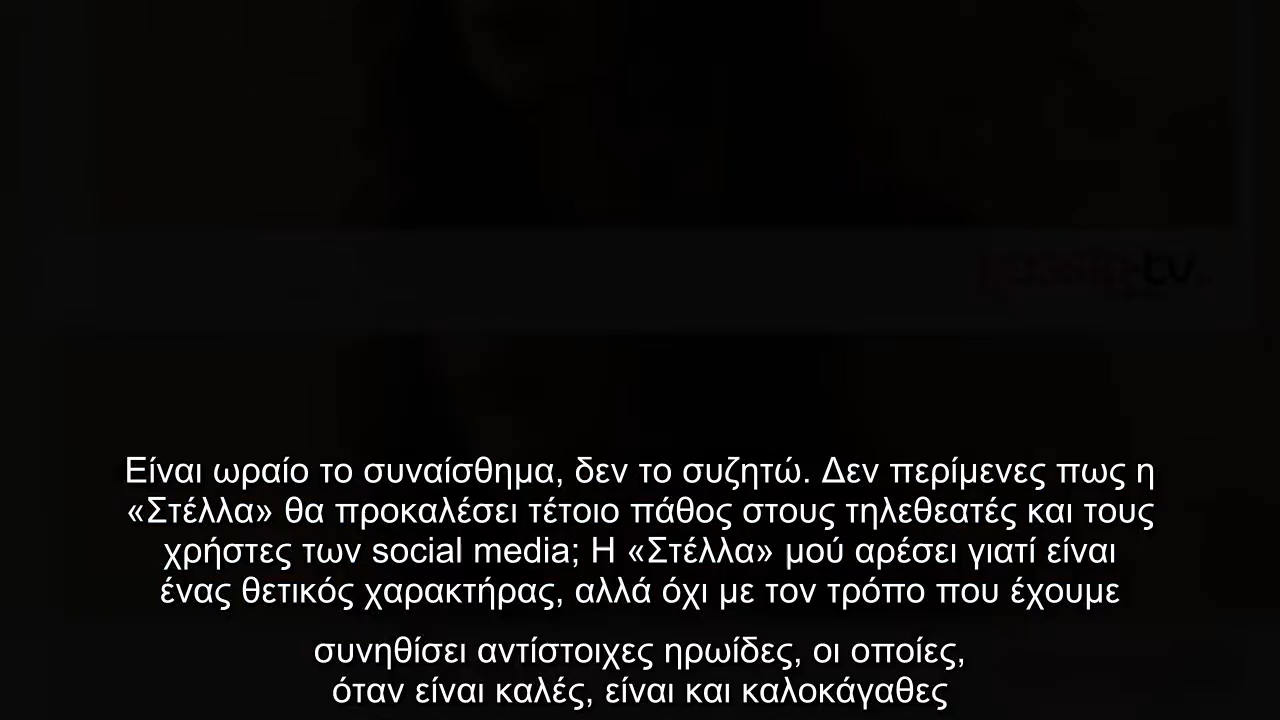 gossip-tv
Είναι ωραίο το συναίσθημα, δεν το συζητώ. Δεν περίμενες πως η
«Στέλλα» θα προκαλέσει τέτοιο πάθος στους τηλεθεατές και τους
χρήστες των social media; Η «Στέλλα» μού αρέσει γιατί είναι
ένας θετικός χαρακτήρας, αλλά όχι με τον τρόπο που έχουμε
συνηθίσει αντίστοιχες ηρωίδες, οι οποίες,
όταν είναι καλές, είναι και καλοκάγαθες